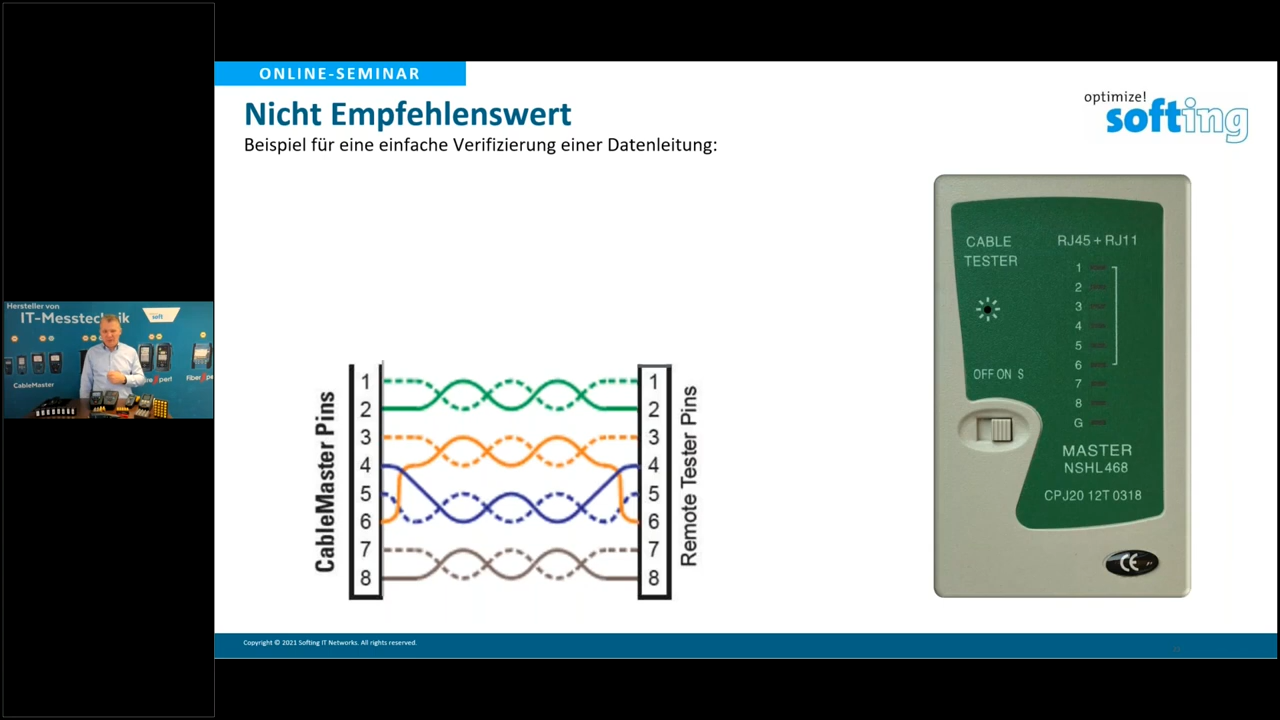 ONLINE-SEMINAR
Nicht Empfehlenswert
Beispiel für eine einfache Verifizierung einer Datenleitung:
optimize!
softing
Hersteller von
IT-Messtechnik
CableMaster
CableMaster Pins
1
2
3
4
5
6
7
8
1
2
3
4
5
6
7
8
Remote Tester Pins
CABLE
TESTER
RJ45 + RJ11
1
2
3
4
5
6
7
8
G
OFF ON S
MASTER
NSHL468
CPJ20 12T 0318
CE
Copyright © 2021 Softing IT Networks. All rights reserved.